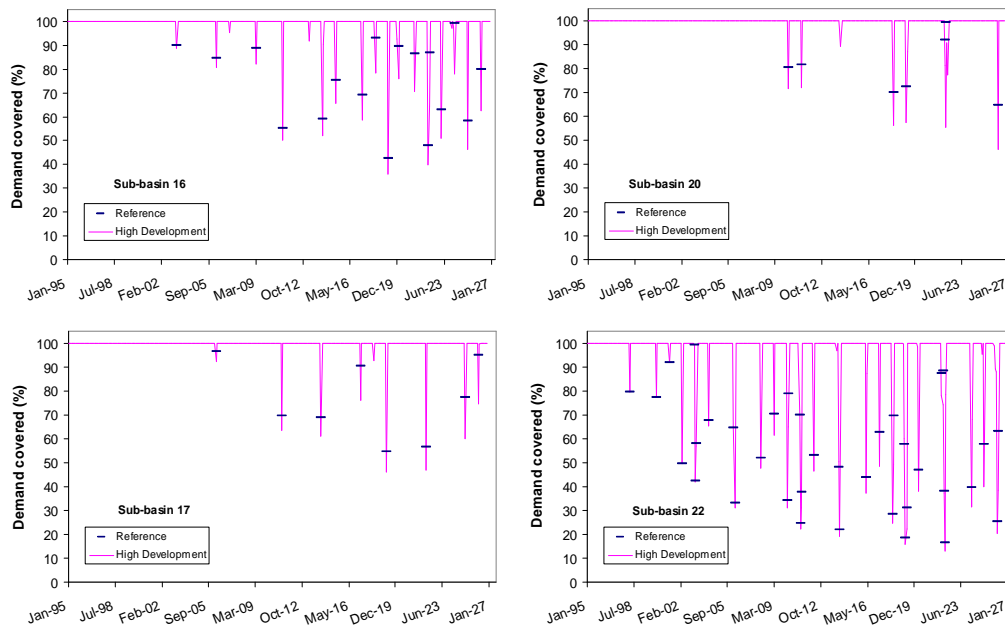 Demand covered (%)
100
90
80
70
60
50
40
30
20
10
0
Sub-basin 16
Reference
High Development
Jan-95
Jul-98
Feb-02
Sep-05
Mar-09
Oct-12
May-16
Dec-19
Jun-23
Jan-27
Demand covered (%)
100
90
80
70
60
50
40
30
20
10
0
Sub-basin 20
Reference
High Development
Jan-95
Jul-98
Feb-02
Sep-05
Mar-09
Oct-12
May-16
Dec-19
Jun-23
Jan-27
Demand covered (%)
100
90
80
70
60
50
40
30
20
10
0
Sub-basin 17
Reference
High Development
Jan-95
Jul-98
Feb-02
Sep-05
Mar-09
Oct-12
May-16
Dec-19
Jun-23
Jan-27
Demand covered (%)
100
90
80
70
60
50
40
30
20
10
0
Sub-basin 22
Reference
High Development
Jan-95
Jul-98
Feb-02
Sep-05
Mar-09
Oct-12
May-16
Dec-19
Jun-23
Jan-27